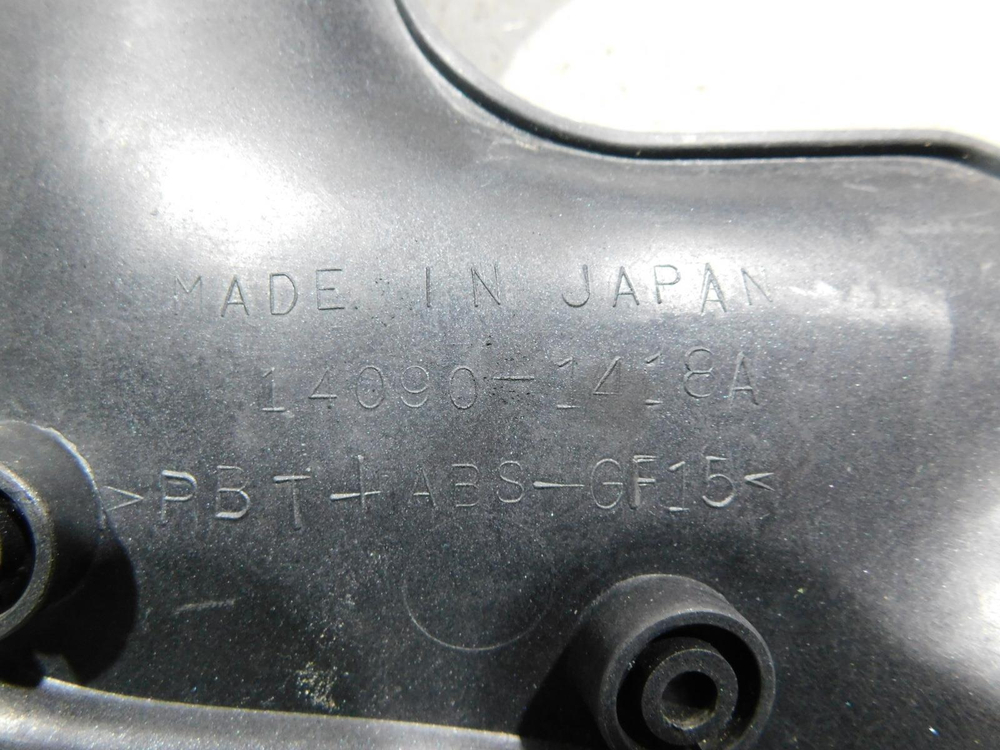 MADE IN JAPAN
14090-1418A
>PBT+ABS-GF15<